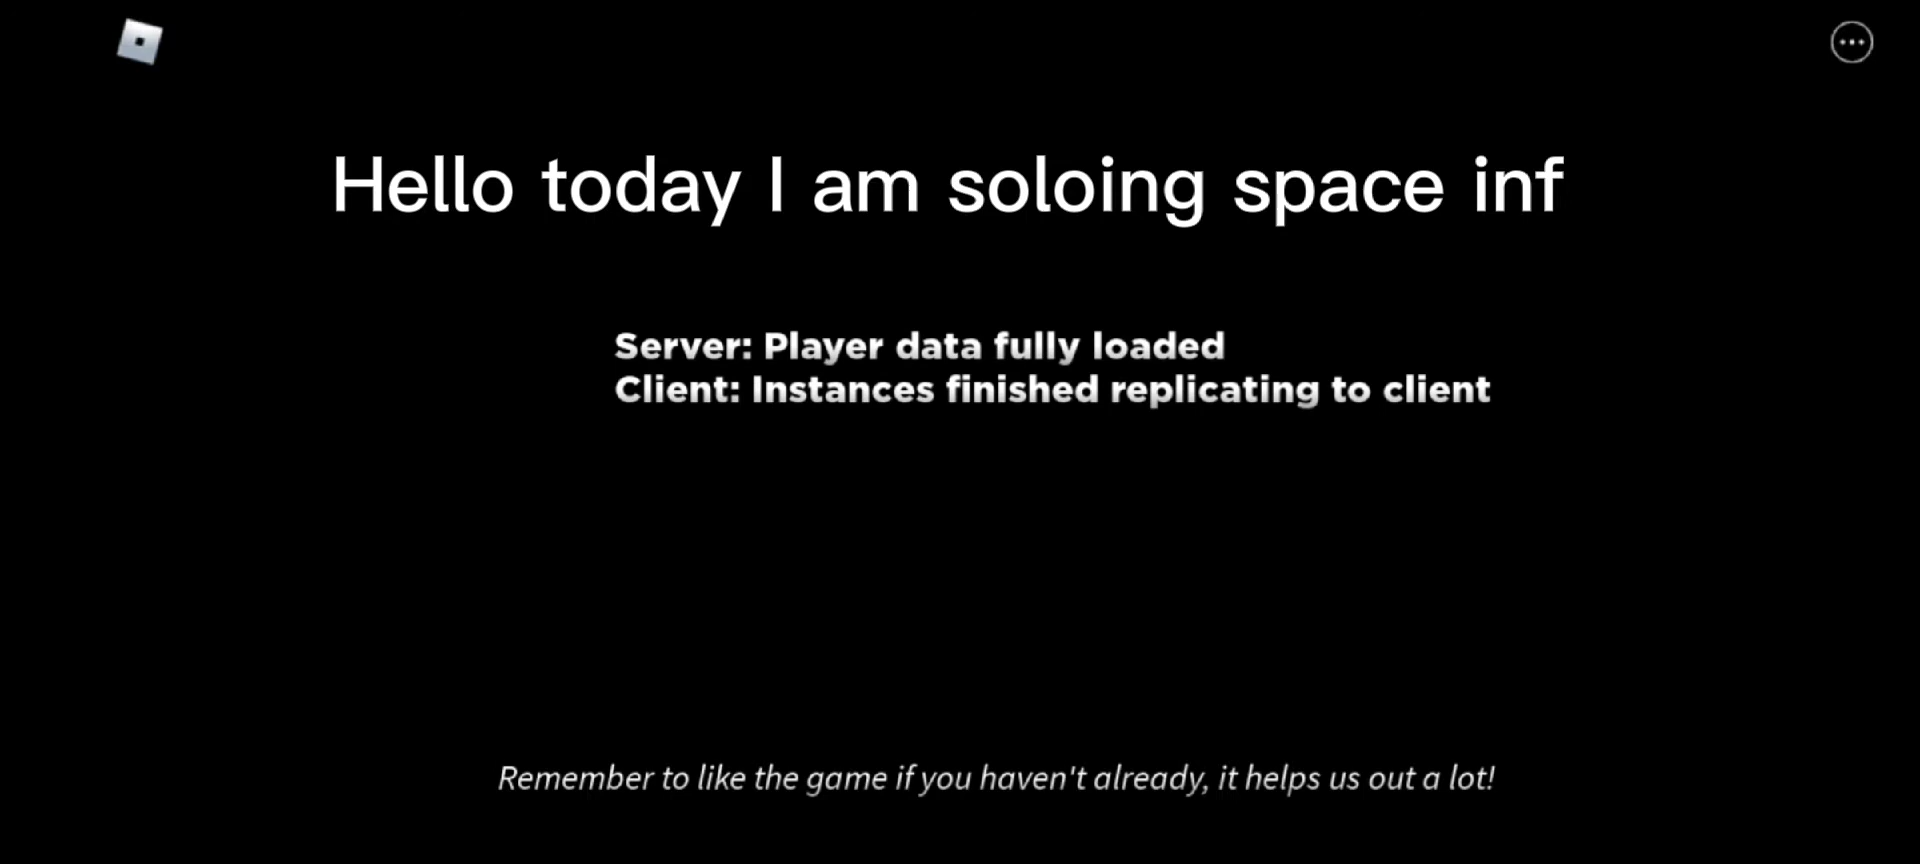 Hello today I am soloing space inf
Server: Player data fully loaded
Client: Instances finished replicating to client
Remember to like the game if you haven't already, it helps us out a lot!